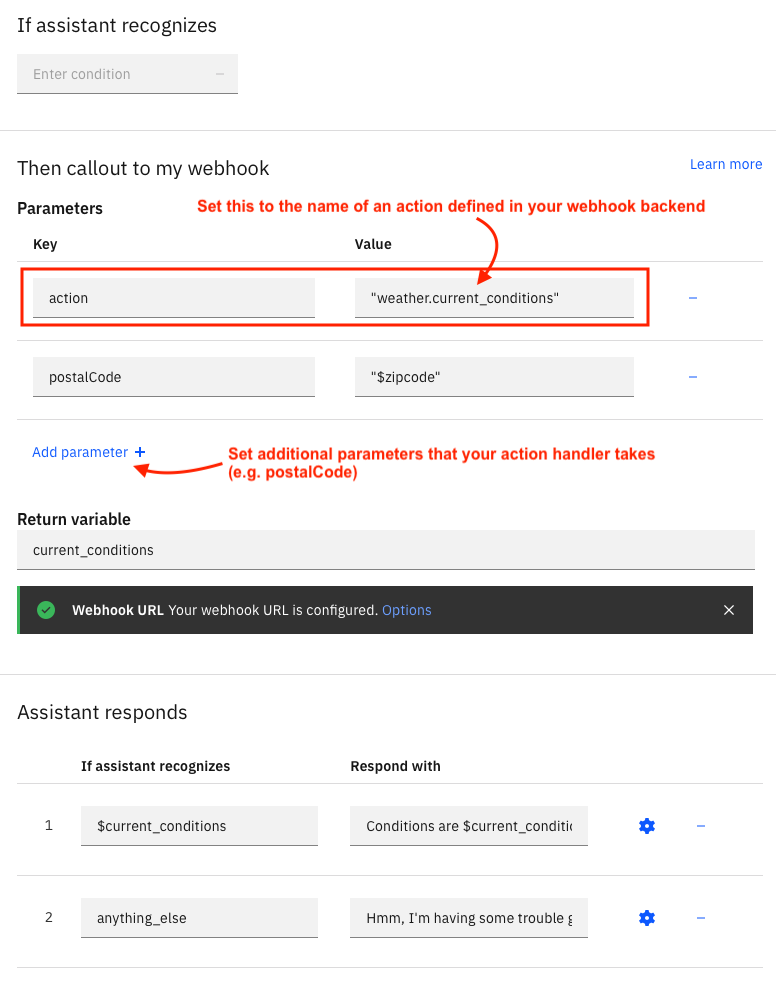 If assistant recognizes
Enter condition
Then callout to my webhook
Learn more
Parameters
Set this to the name of an action defined in your webhook backend
Key Value
action "weather.current_conditions"
postalCode "$zipcode"
Add parameter +
Set additional parameters that your action handler takes
(e.g. postalCode)
Return variable
current_conditions
Webhook URL Your webhook URL is configured. Options
Assistant responds
If assistant recognizes Respond with
1 $current_conditions Conditions are $current_conditic
2 anything_else Hmm, I'm having some trouble g